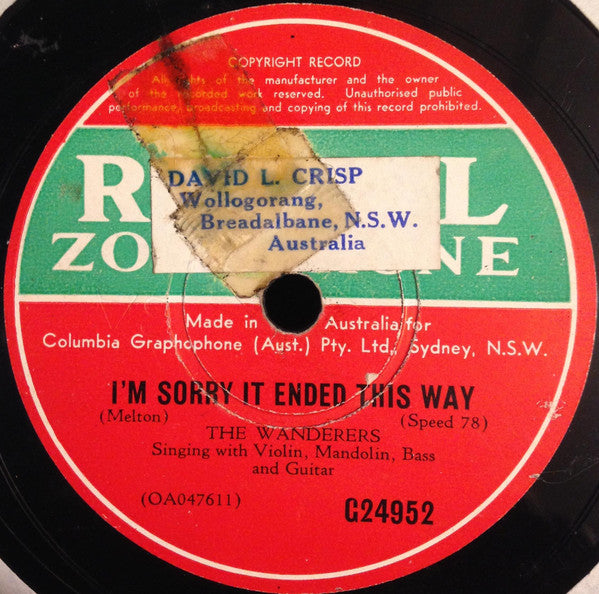 COPYRIGHT RECORD
All rights of the manufacturer and the owner
of the recorded work reserved. Unauthorised public
performance, broadcasting and copying of this record prohibited.
R L
ZO ONE
DAVID L. CRISP
Wollogorang,
Breadalbane, N.S.W.
Australia
Made in Australia for
Columbia Graphophone (Aust.) Pty. Ltd., Sydney, N.S.W.
I'M SORRY IT ENDED THIS WAY
(Melton) (Speed 78)
THE WANDERERS
Singing with Violin, Mandolin, Bass
and Guitar
(OA047611) G24952